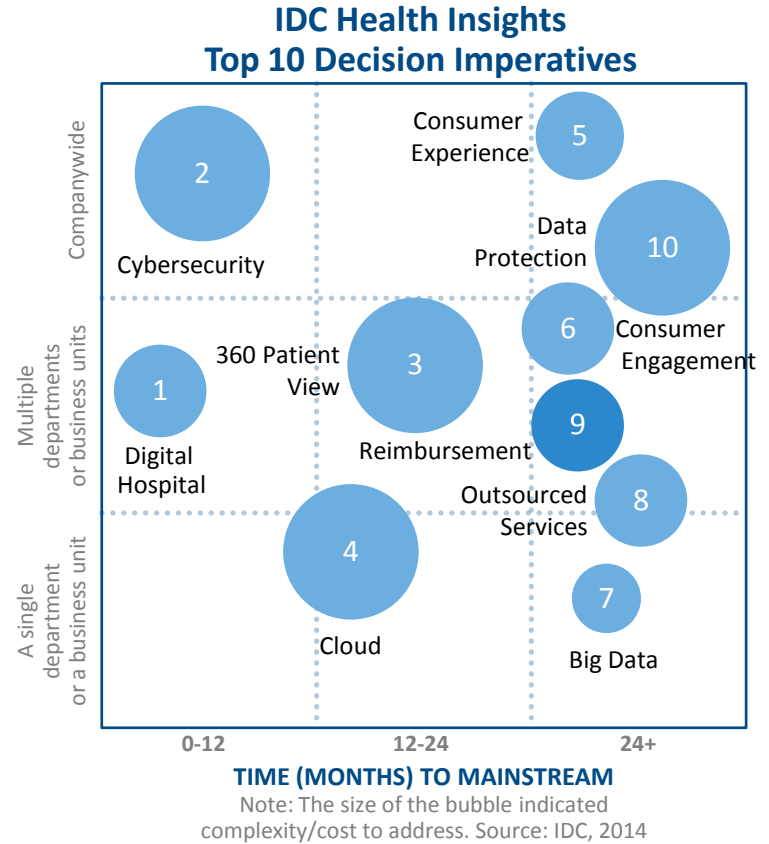 IDC Health Insights
Top 10 Decision Imperatives
Companywide
2
Cybersecurity
Consumer
Experience
5
Data
Protection
10
Multiple
departments
or business units
1
Digital
Hospital
360 Patient
View
3
6
Consumer
Engagement
Reimbursement
9
Outsourced
Services
8
A single
department
or a business unit
4
Cloud
7
Big Data
0-12
12-24
24+
TIME (MONTHS) TO MAINSTREAM
Note: The size of the bubble indicated
complexity/cost to address. Source: IDC, 2014